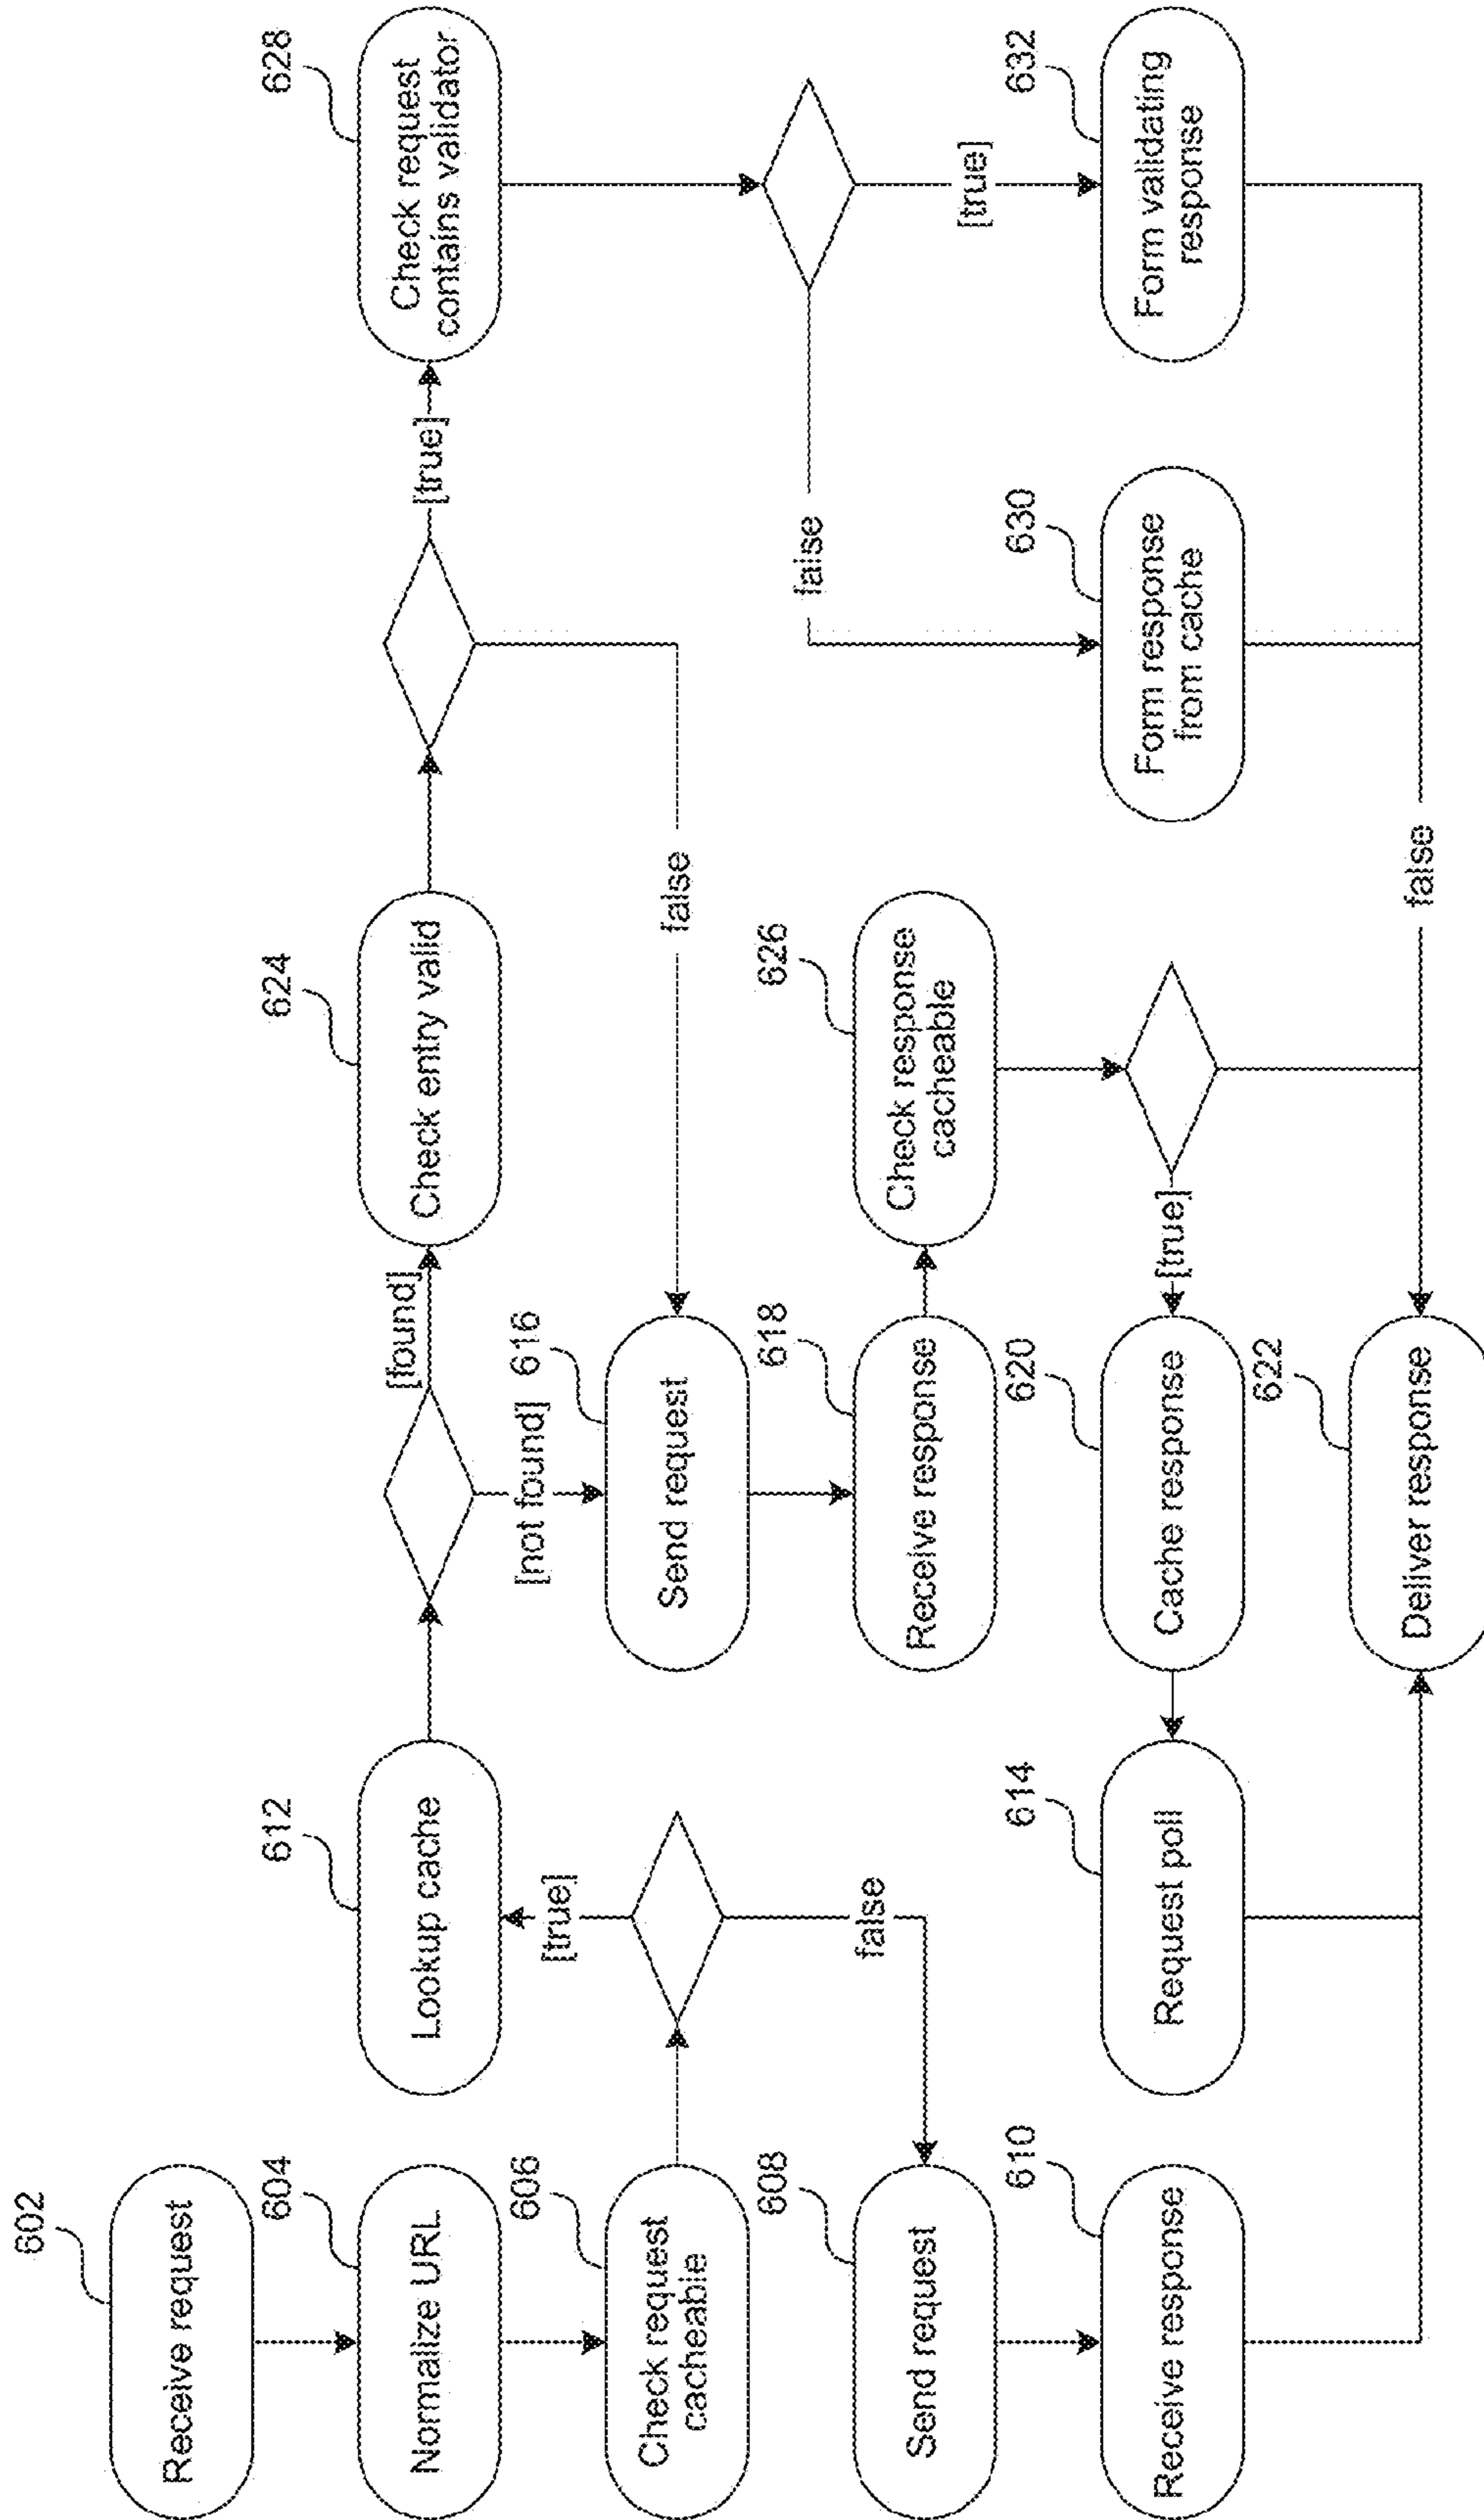 602
Receive request
604
Normalize URL
606
Check request
cacheable
608
Send request
610
Receive response
612
Lookup cache
[true]
false
614
Request poll
[found]
[not found]
616
Send request
618
Receive response
620
Cache response
622
Deliver response
624
Check entry valid
false
626
Check response
cacheable
[true]
false
[true]
628
Check request
contains validator
false
[true]
630
Form response
from cache
632
Form validating
response